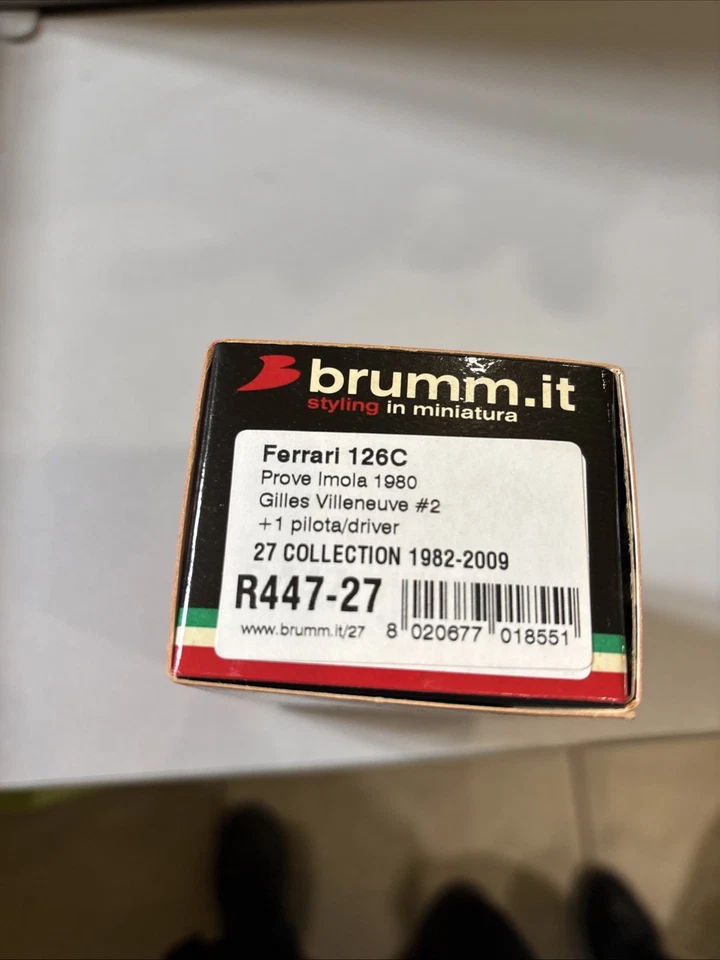 brumm.it
styling in miniatura
Ferrari 126C
Prove Imola 1980
Gilles Villeneuve #2
+1 pilota/driver
27 COLLECTION 1982-2009
R447-27
www.brumm.it/27
8 020677 018551